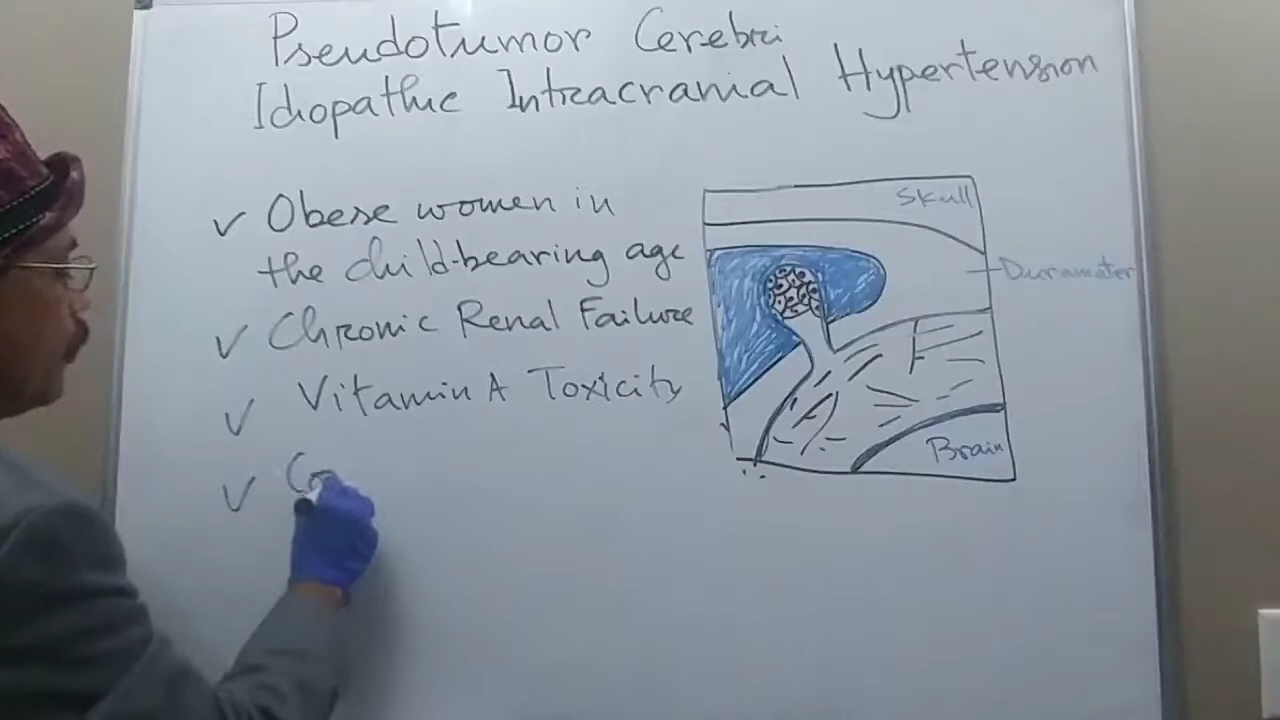 Pseudotumor Cerebri
Idiopathic Intracranial Hypertension
✓ Obese women in
the child-bearing age
✓ Chronic Renal Failure
✓ Vitamin A Toxicity
✓ Co
Skull
Duramater
Brain